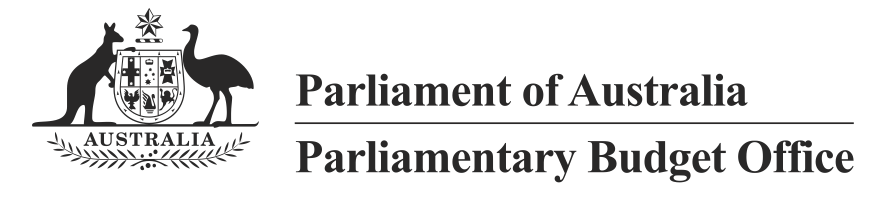 AUSTRALIA
Parliament of Australia
Parliamentary Budget Office